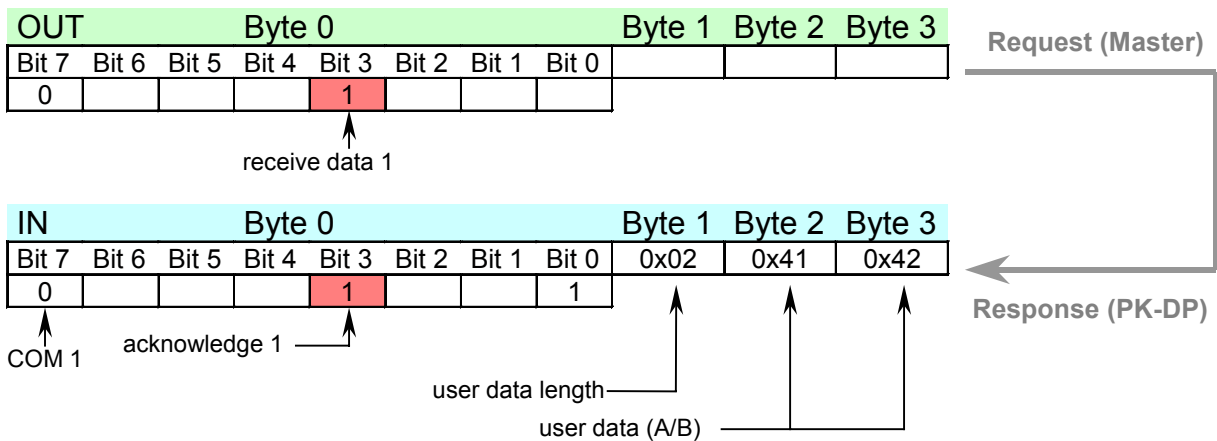 OUT Byte 0 Byte 1 Byte 2 Byte 3
Request (Master)
Bit 7 Bit 6 Bit 5 Bit 4 Bit 3 Bit 2 Bit 1 Bit 0
0 1
receive data 1
IN Byte 0 Byte 1 Byte 2 Byte 3
Bit 7 Bit 6 Bit 5 Bit 4 Bit 3 Bit 2 Bit 1 Bit 0 0x02 0x41 0x42
0 1 1
Response (PK-DP)
acknowledge 1
COM 1
user data length
user data (A/B)